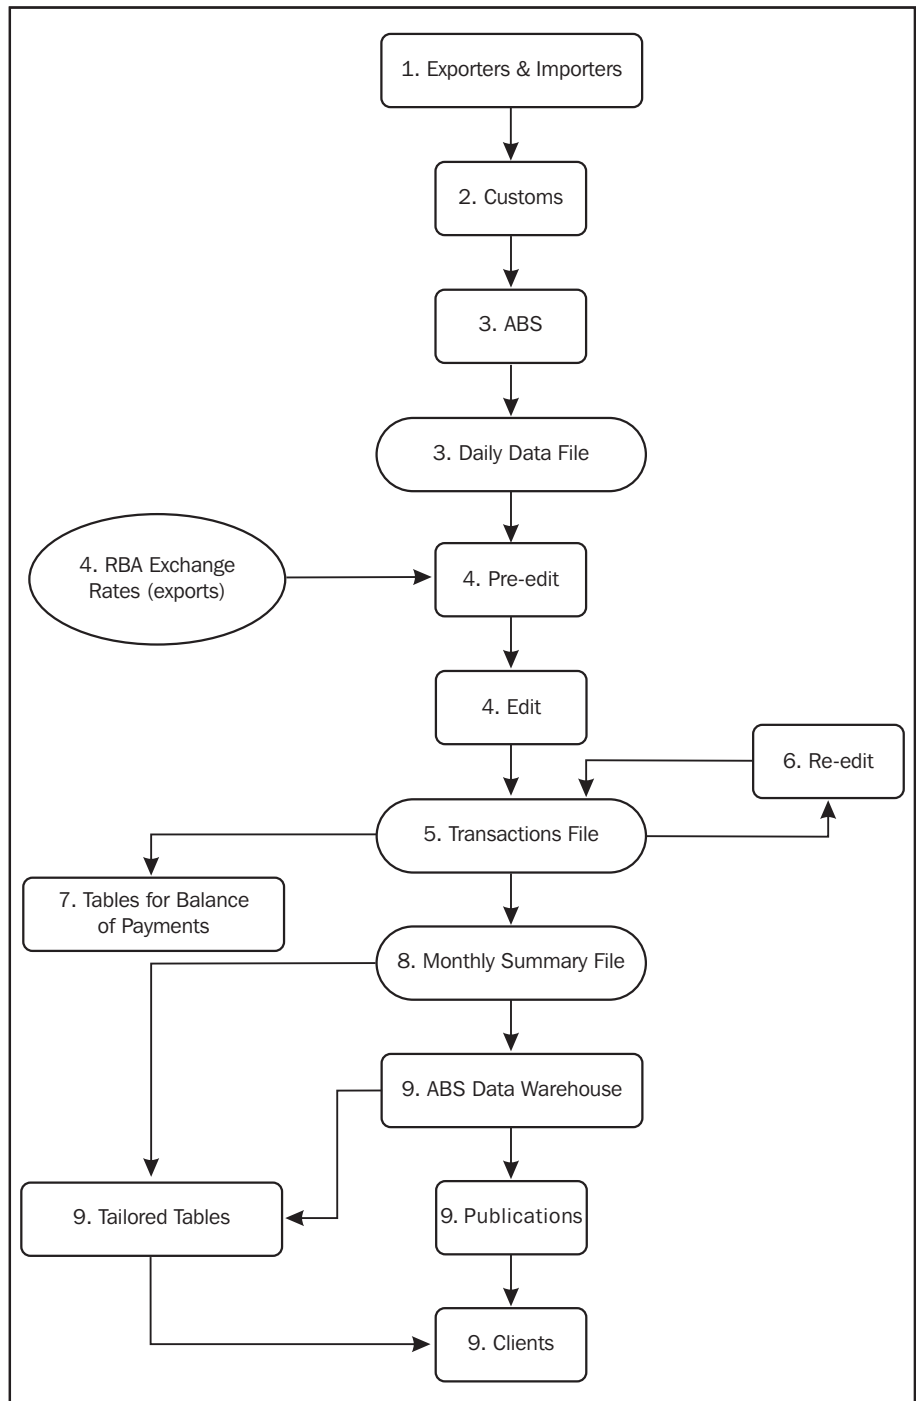 1. Exporters & Importers
2. Customs
3. ABS
3. Daily Data File
4. RBA Exchange
Rates (exports)
4. Pre-edit
4. Edit
6. Re-edit
5. Transactions File
7. Tables for Balance
of Payments
8. Monthly Summary File
9. ABS Data Warehouse
9. Tailored Tables
9. Publications
9. Clients